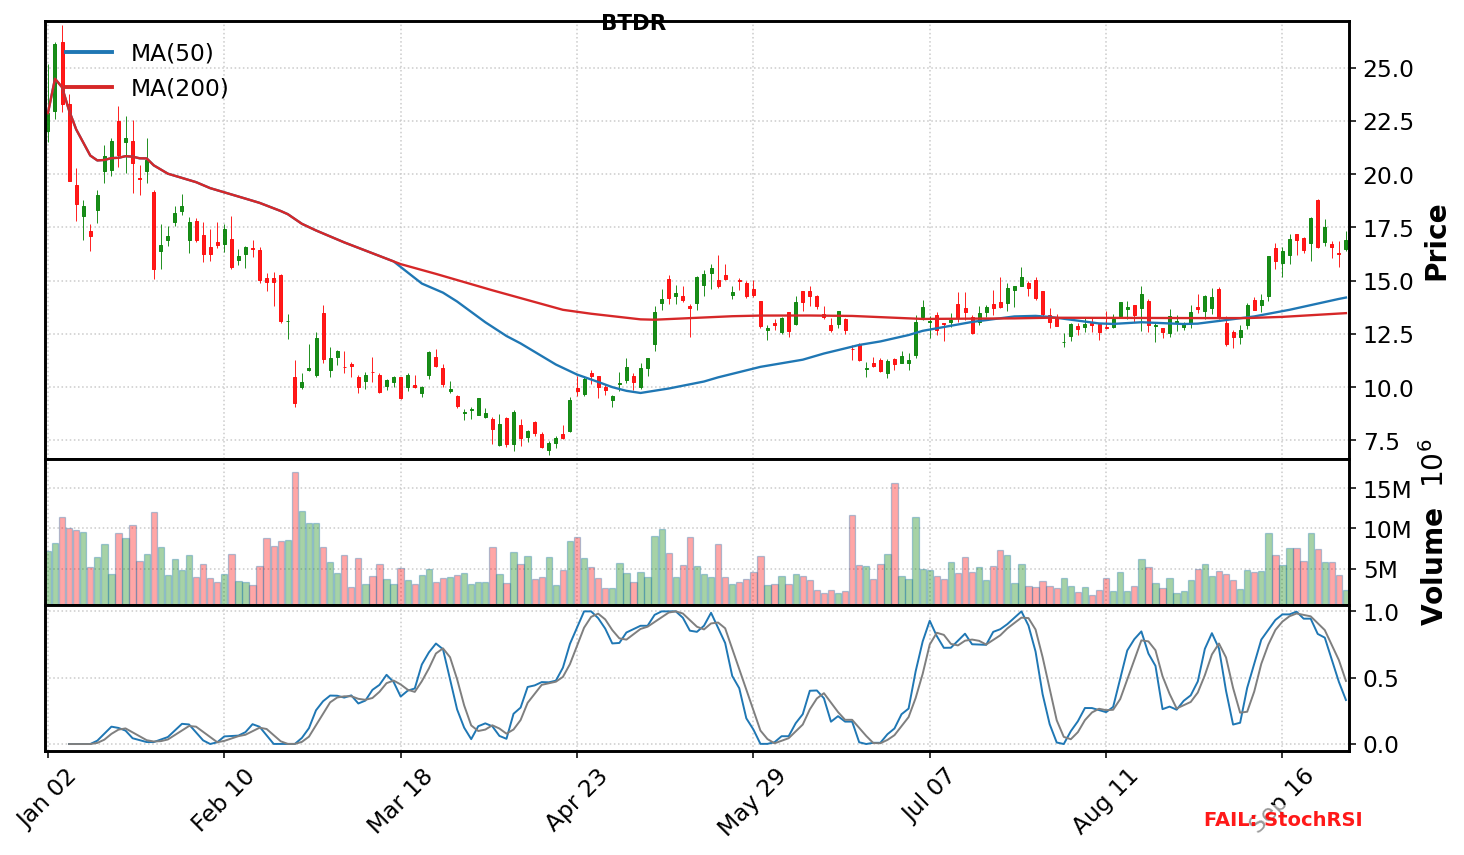 BTDR
MA(50)
MA(200)
25.0
22.5
20.0
17.5
15.0
12.5
10.0
7.5
Price
15M
10M
5M
Volume 10^6
1.0
0.5
0.0
Jan 02
Feb 10
Mar 18
Apr 23
May 29
Jul 07
Aug 11
Sep 16
FAIL: StochRSI